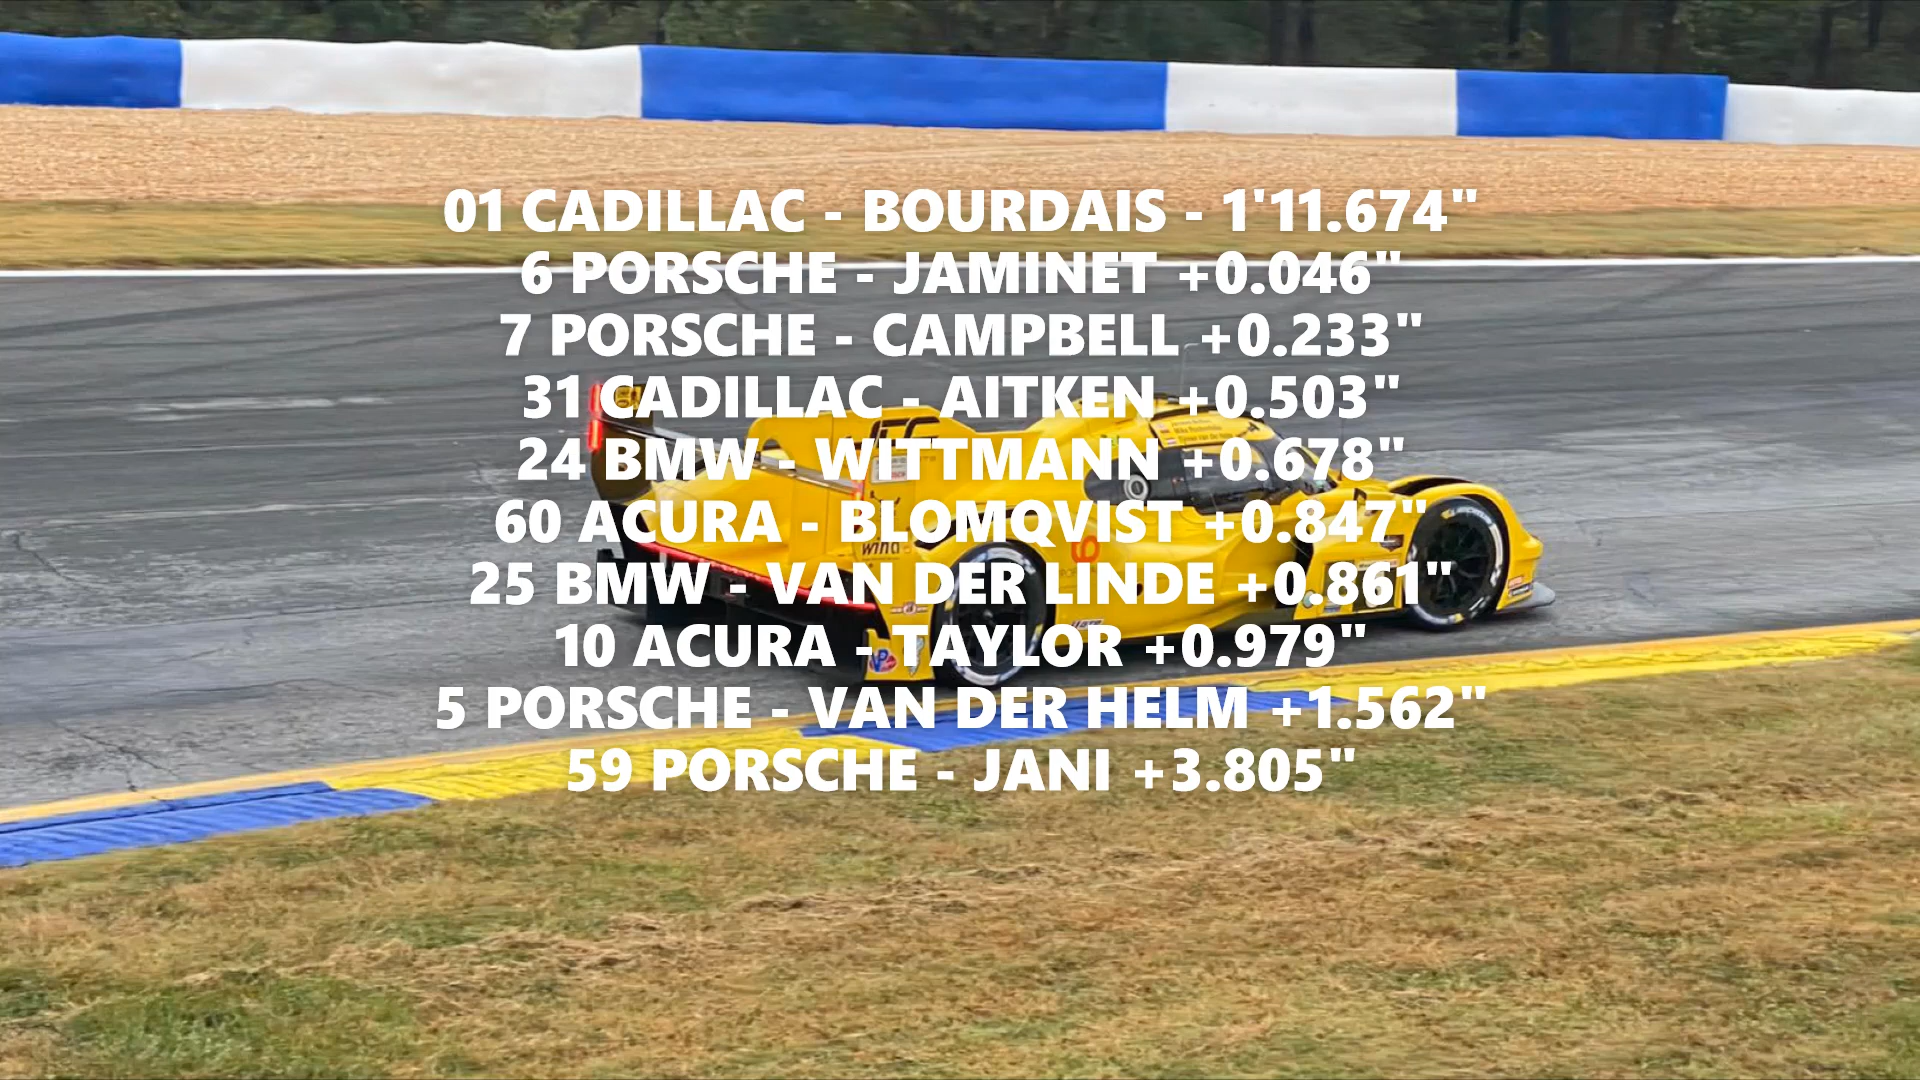 01 CADILLAC - BOURDAIS - 1'11.674"
6 PORSCHE - JAMINET +0.046"
7 PORSCHE - CAMPBELL +0.233"
31 CADILLAC - AITKEN +0.503"
24 BMW - WITTMANN +0.678"
60 ACURA - BLOMQVIST +0.847"
25 BMW - VAN DER LINDE +0.861"
10 ACURA - TAYLOR +0.979"
5 PORSCHE - VAN DER HELM +1.562"
59 PORSCHE - JANI +3.805"